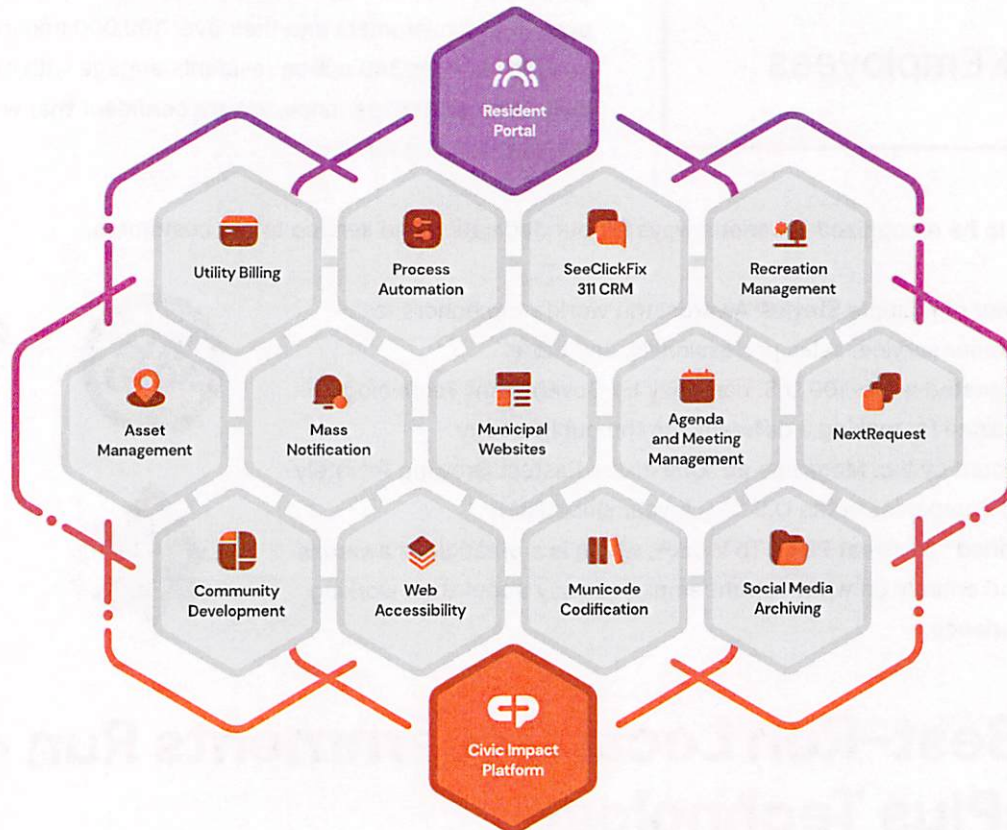 Resident
Portal
Utility Billing
Process
Automation
SeeClickFix
311 CRM
Recreation
Management
Asset
Management
Mass
Notification
Municipal
Websites
Agenda
and Meeting
Management
NextRequest
Community
Development
Web
Accessibility
Municode
Codification
Social Media
Archiving
Civic Impact
Platform